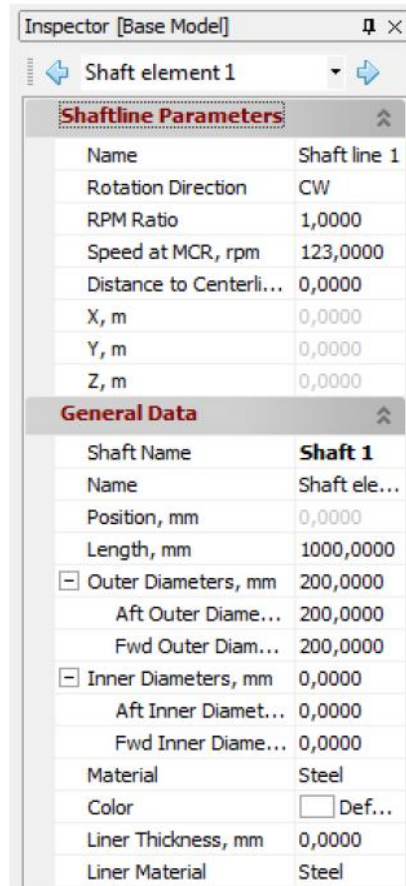 Inspector [Base Model]
Shaft element 1
Shaftline Parameters
Name Shaft line 1
Rotation Direction CW
RPM Ratio 1,0000
Speed at MCR, rpm 123,0000
Distance to Centerli... 0,0000
X, m 0,0000
Y, m 0,0000
Z, m 0,0000
General Data
Shaft Name Shaft 1
Name Shaft ele...
Position, mm 0,0000
Length, mm 1000,0000
Outer Diameters, mm 200,0000
Aft Outer Diame... 200,0000
Fwd Outer Diam... 200,0000
Inner Diameters, mm 0,0000
Aft Inner Diamet... 0,0000
Fwd Inner Diame... 0,0000
Material Steel
Color Def...
Liner Thickness, mm 0,0000
Liner Material Steel